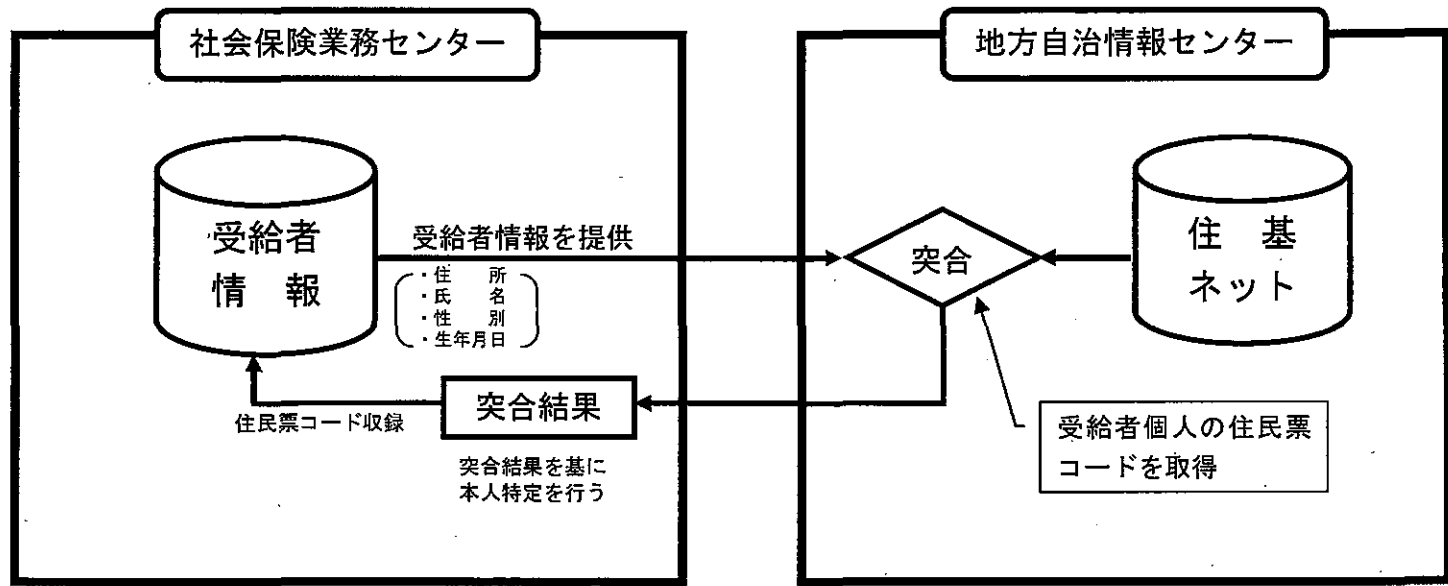 社会保険業務センター
地方自治情報センター
受給者
情　報
受給者情報を提供
・住　　所
・氏　　名
・性　　別
・生年月日
突合
住　基
ネット
住民票コード収録
突合結果
突合結果を基に
本人特定を行う
受給者個人の住民票
コードを取得